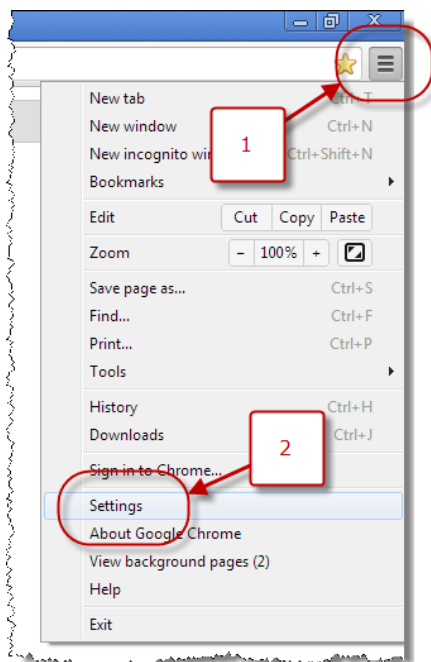 New tab Ctrl+T
New window Ctrl+N
1
New incognito wi Ctrl+Shift+N
Bookmarks
Edit Cut Copy Paste
Zoom - 100% +
Save page as... Ctrl+S
Find... Ctrl+F
Print... Ctrl+P
Tools
History Ctrl+H
Downloads Ctrl+J
2
Sign in to Chrome...
Settings
About Google Chrome
View background pages (2)
Help
Exit